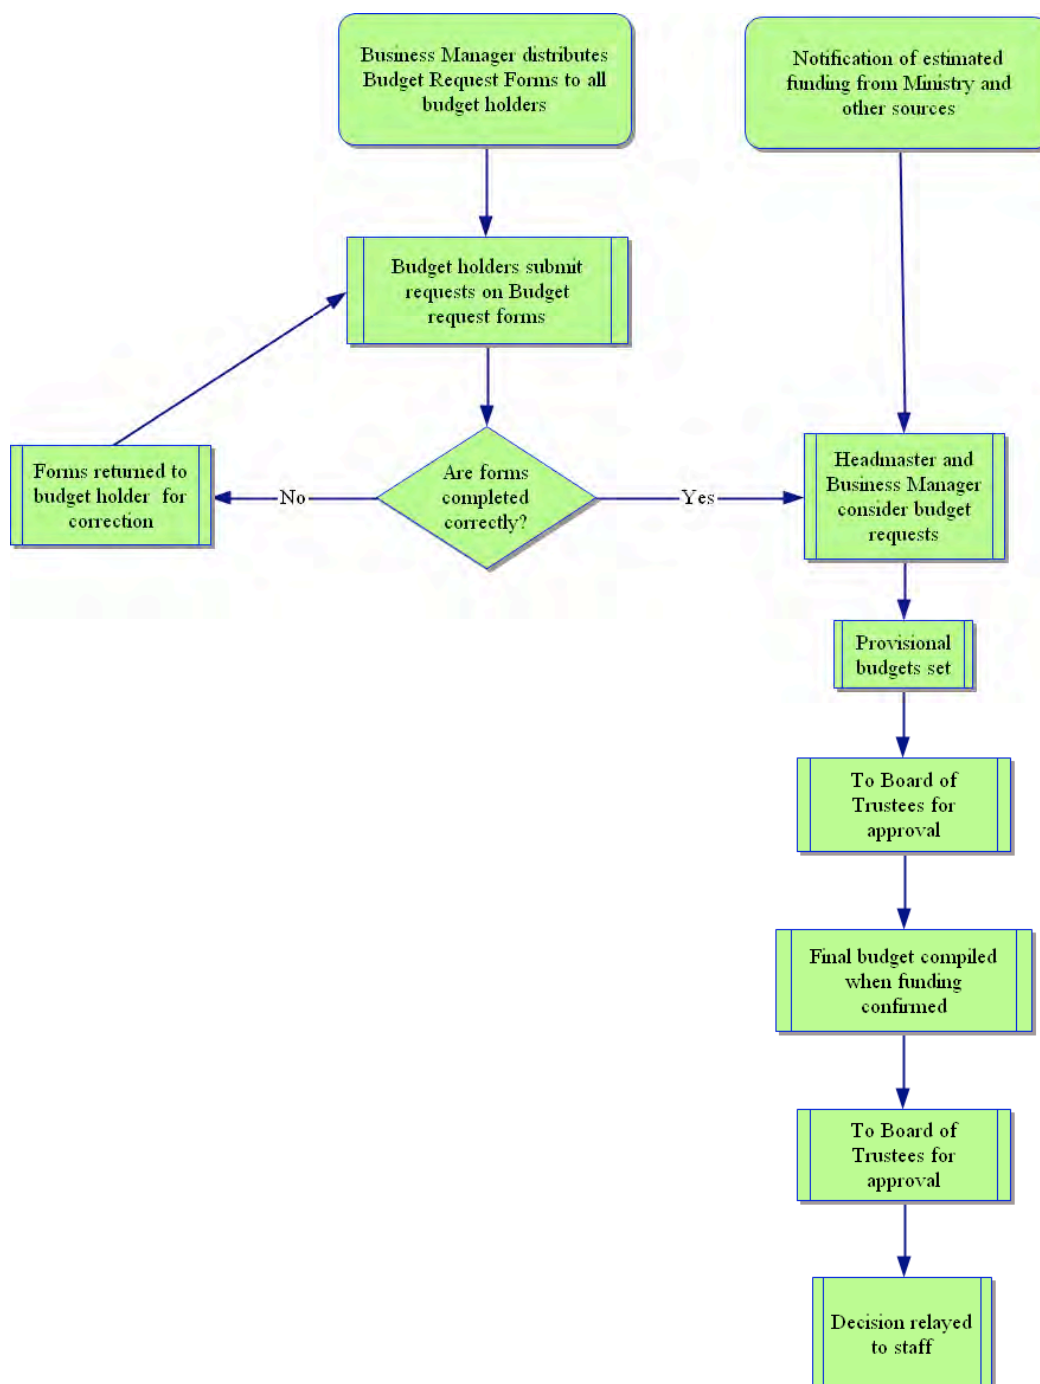 Business Manager distributes
Budget Request Forms to all
budget holders
Notification of estimated
funding from Ministry and
other sources
Budget holders submit
requests on Budget
request forms
Forms returned to
budget holder for
correction
No
Are forms
completed
correctly?
Yes
Headmaster and
Business Manager
consider budget
requests
Provisional
budgets set
To Board of
Trustees for
approval
Final budget compiled
when funding
confirmed
To Board of
Trustees for
approval
Decision relayed
to staff